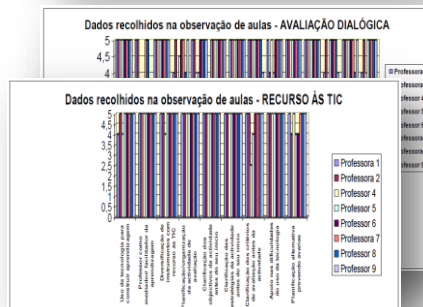 Dados recolhidos na observação de aulas - AVALIAÇÃO DIALÓGICA
5
4,5
4
Dados recolhidos na observação de aulas - RECURSO ÀS TIC
5
4,5
4
3,5
3
2,5
2
1,5
1
0,5
0
Professora 1
Professora 2
Professor 4
Professor 5
Professor 6
Professora 7
Professor 8
Professor 9
Uso da tecnologia para
construir aprendizagem
Professor como
aprendizagem
Diversificação de
instrumentos com
recurso às TIC
Planificação/organização
da actividade de
avaliação
Clarificação dos
objectivos da actividade
antes do seu início
Clarificação das
estratégias da actividade
antes do seu início
Clarificação dos critérios
de avaliação antes da
actividade
Apoio nas dificuldades
do uso da tecnologia
Planificação alternativa
prevendo avarias